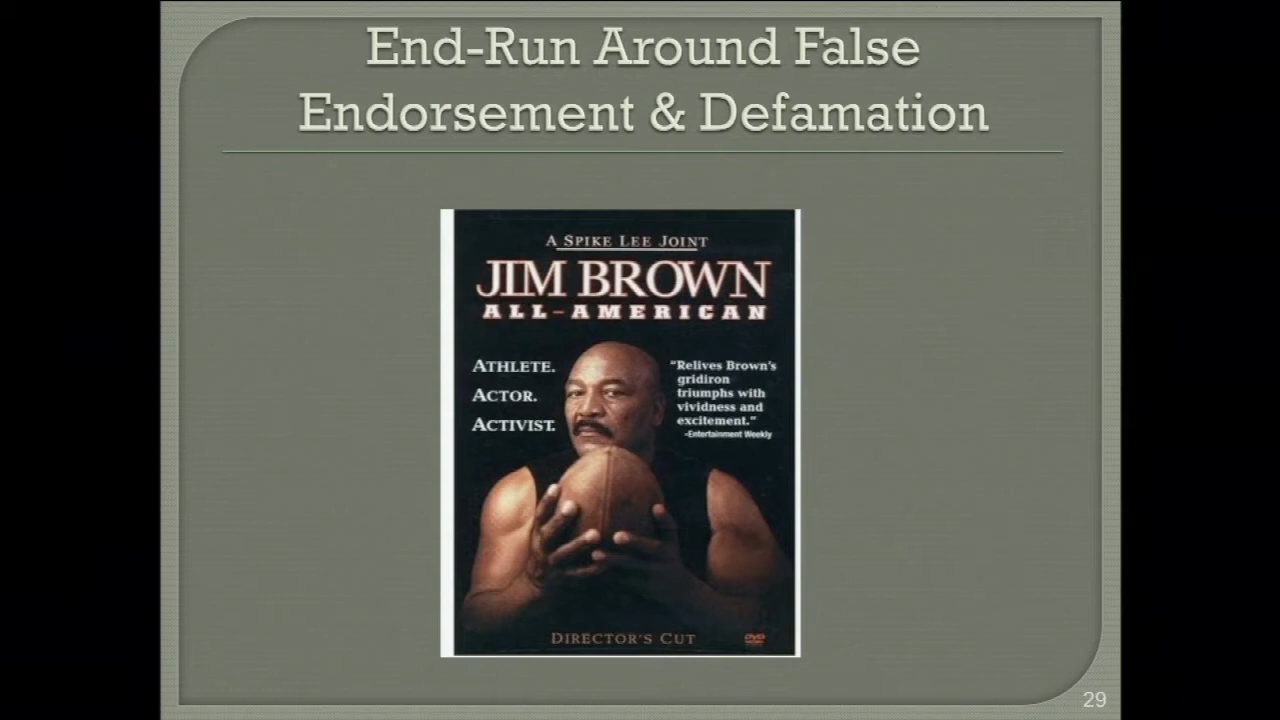 End-Run Around False
Endorsement & Defamation
A SPIKE LEE JOINT
JIM BROWN
ALL-AMERICAN
ATHLETE.
ACTOR.
ACTIVIST.
"Relives Brown's
gridiron
triumphs with
vividness and
excitement."
-Entertainment Weekly
DIRECTOR'S CUT
DVD
29